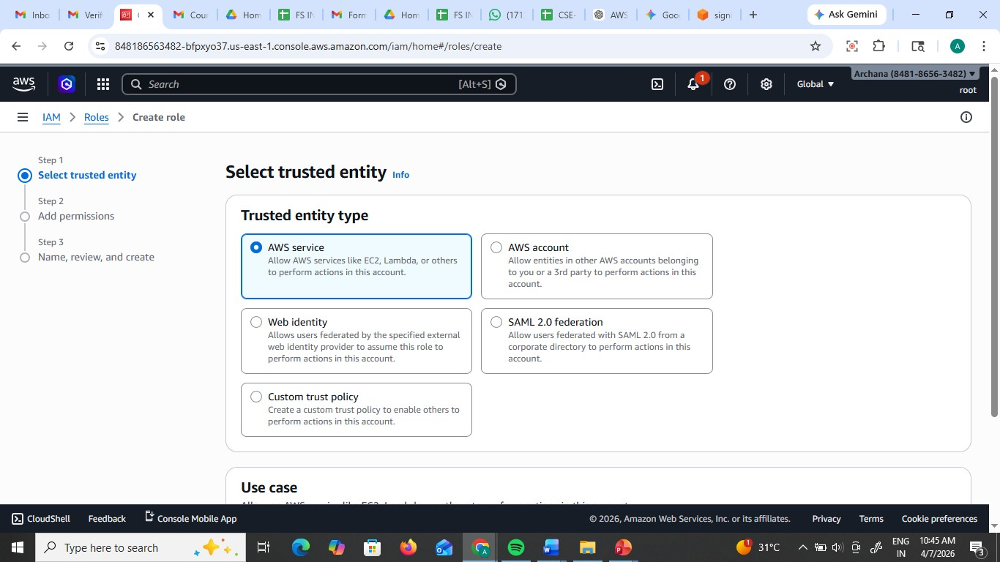 Inbo
Verif
Cour
Hom
FS IN
Form
Hom
FS IN
(171
CSE-
AWS
Goo
sign
Ask Gemini
848186563482-bfpxyo37.us-east-1.console.aws.amazon.com/iam/home#/roles/create
A
aws
Search
[Alt+S]
1
Global
Archana (8481-8656-3482)
root
IAM
Roles
Create role
Step 1
Select trusted entity
Step 2
Add permissions
Step 3
Name, review, and create
Select trusted entity Info
Trusted entity type
AWS service
Allow AWS services like EC2, Lambda, or others
to perform actions in this account.
AWS account
Allow entities in other AWS accounts belonging
to you or a 3rd party to perform actions in this
account.
Web identity
Allows users federated by the specified external
web identity provider to assume this role to
perform actions in this account.
SAML 2.0 federation
Allow users federated with SAML 2.0 from a
corporate directory to perform actions in this
account.
Custom trust policy
Create a custom trust policy to enable others to
perform actions in this account.
Use case
CloudShell
Feedback
Console Mobile App
© 2026, Amazon Web Services, Inc. or its affiliates.
Privacy
Terms
Cookie preferences
Type here to search
1
31°C
ENG
IN
10:45 AM
4/7/2026
3